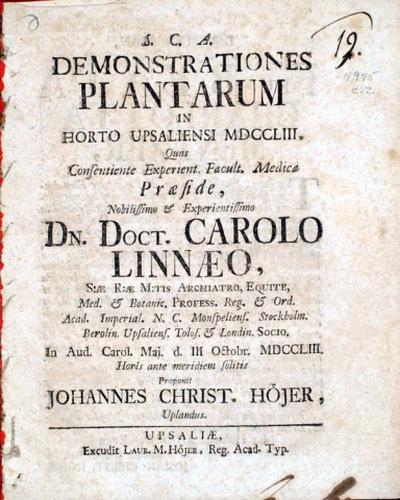 S. C. A.
19.
DEMONSTRATIONES
PLANTARUM
IN
HORTO UPSALIENSI MDCCLIII.
Quas
Consentiente Experient. Facult. Medica
Præside,
Nobilissimo & Experientissimo
DN. DOCT. CAROLO
LINNÆO,
S:Æ R:Æ M:TIS ARCHIATRO, EQUITE,
Med. & Botanic. PROFESS. Reg. & Ord.
Acad. Imperial. N. C. Monspeliens. Stockholm.
Berolin. Upsaliens. Tolos. & Londin. SOCIO.
In Aud. Carol. Maj. d. III Octobr. MDCCLIII.
Horis ante meridiem solitis
Proponit
JOHANNES CHRIST. HÖJER,
Uplandus.
UPSALIÆ,
Excudit LAUR. M. HÖJER, Reg. Acad. Typ.